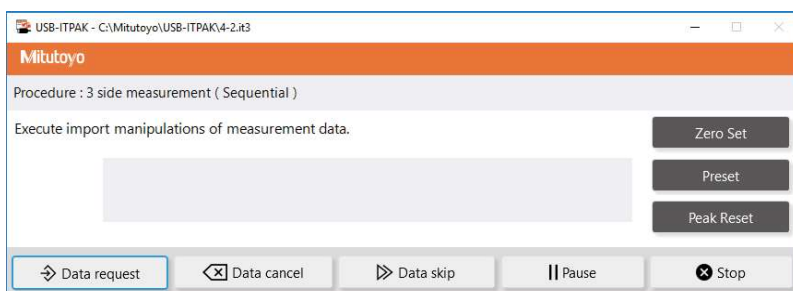 USB-ITPAK - C:\Mitutoyo\USB-ITPAK\4-2.it3
Mitutoyo
Procedure : 3 side measurement ( Sequential )
Execute import manipulations of measurement data.
Zero Set
Preset
Peak Reset
Data request
Data cancel
Data skip
Pause
Stop